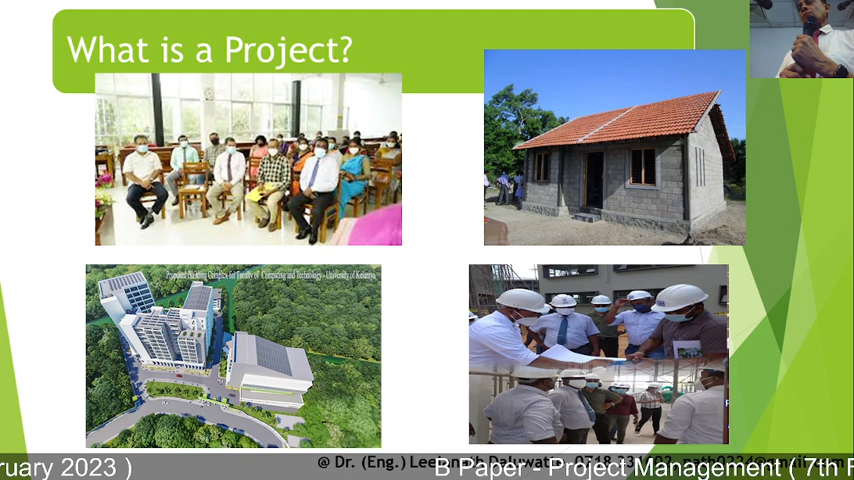 What is a Project?
Proposed Building Complex for Faculty of Computing and Technology - University of Kelaniya
@ Dr. (Eng.)
ruary 2023 )
B Paper - Project Management ( 7th F